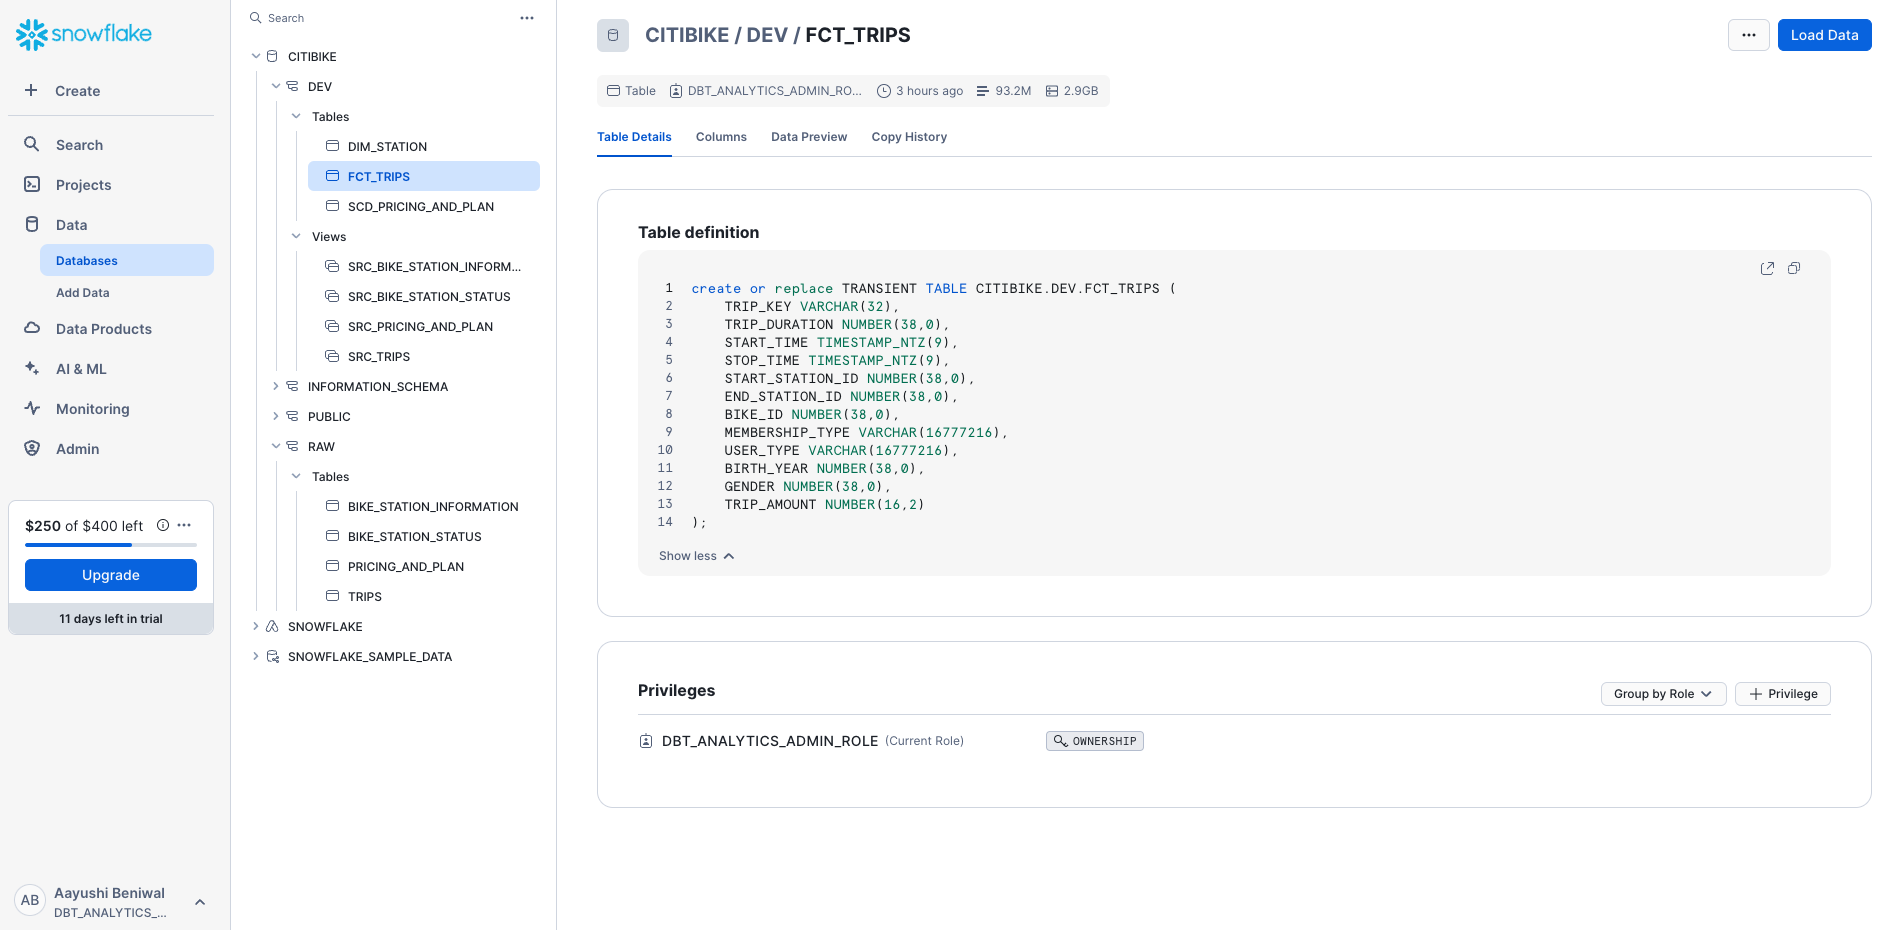 snowflake
Create
Search
Projects
Data
Databases
Add Data
Data Products
AI & ML
Monitoring
Admin
$250 of $400 left
Upgrade
11 days left in trial
AB
Aayushi Beniwal
DBT_ANALYTICS_...
Search
CITIBIKE
DEV
Tables
DIM_STATION
FCT_TRIPS
SCD_PRICING_AND_PLAN
Views
SRC_BIKE_STATION_INFORM...
SRC_BIKE_STATION_STATUS
SRC_PRICING_AND_PLAN
SRC_TRIPS
INFORMATION_SCHEMA
PUBLIC
RAW
Tables
BIKE_STATION_INFORMATION
BIKE_STATION_STATUS
PRICING_AND_PLAN
TRIPS
SNOWFLAKE
SNOWFLAKE_SAMPLE_DATA
CITIBIKE / DEV / FCT_TRIPS
Load Data
Table DBT_ANALYTICS_ADMIN_RO... 3 hours ago 93.2M 2.9GB
Table Details Columns Data Preview Copy History
Table definition
1 create or replace TRANSIENT TABLE CITIBIKE.DEV.FCT_TRIPS (
2 TRIP_KEY VARCHAR(32),
3 TRIP_DURATION NUMBER(38,0),
4 START_TIME TIMESTAMP_NTZ(9),
5 STOP_TIME TIMESTAMP_NTZ(9),
6 START_STATION_ID NUMBER(38,0),
7 END_STATION_ID NUMBER(38,0),
8 BIKE_ID NUMBER(38,0),
9 MEMBERSHIP_TYPE VARCHAR(16777216),
10 USER_TYPE VARCHAR(16777216),
11 BIRTH_YEAR NUMBER(38,0),
12 GENDER NUMBER(38,0),
13 TRIP_AMOUNT NUMBER(16,2)
14 );
Show less
Privileges
Group by Role
Privilege
DBT_ANALYTICS_ADMIN_ROLE (Current Role) OWNERSHIP